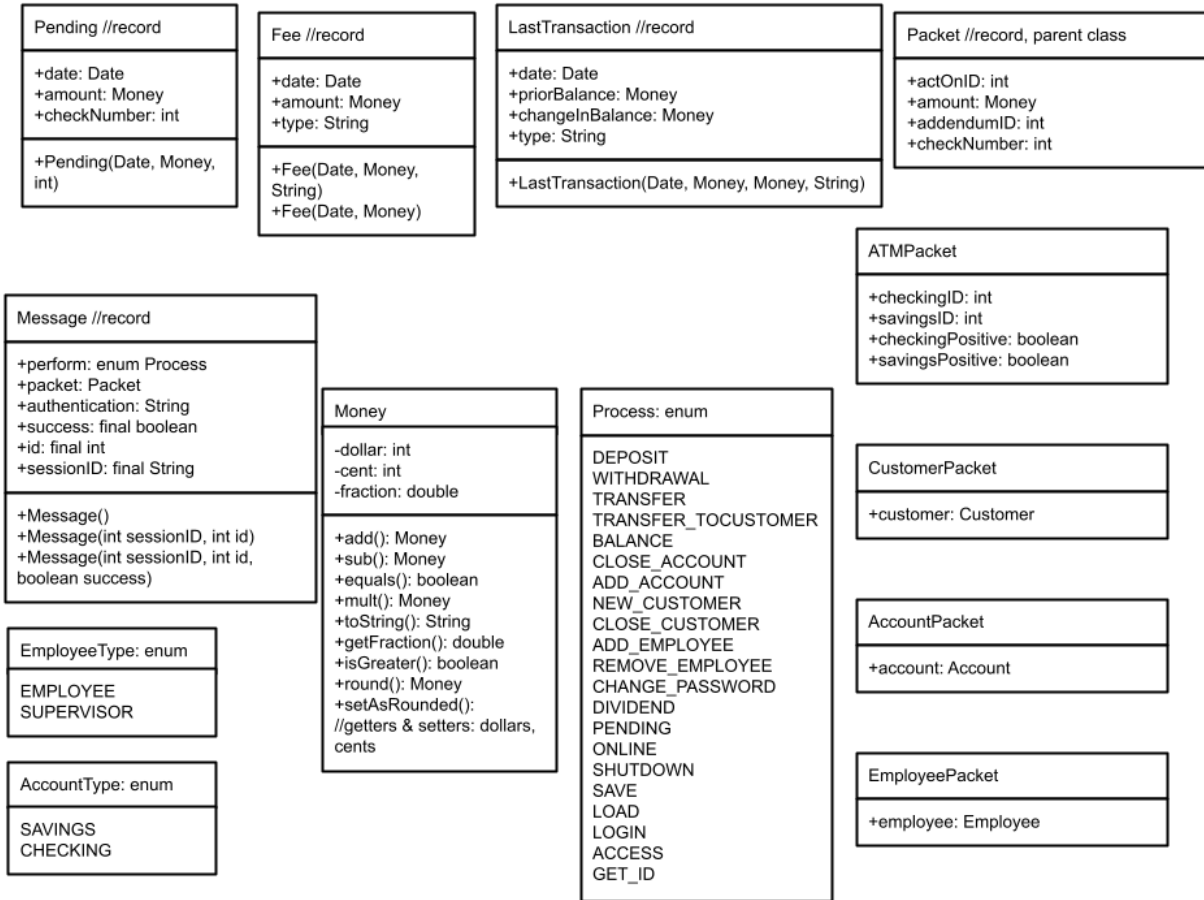 Pending //record
+date: Date
+amount: Money
+checkNumber: int
+Pending(Date, Money,
int)
Fee //record
+date: Date
+amount: Money
+type: String
+Fee(Date, Money,
String)
+Fee(Date, Money)
LastTransaction //record
+date: Date
+priorBalance: Money
+changeInBalance: Money
+type: String
+LastTransaction(Date, Money, Money, String)
Packet //record, parent class
+actOnID: int
+amount: Money
+addendumID: int
+checkNumber: int
ATMPacket
+checkingID: int
+savingsID: int
+checkingPositive: boolean
+savingsPositive: boolean
Message //record
+perform: enum Process
+packet: Packet
+authentication: String
+success: final boolean
+id: final int
+sessionID: final String
+Message()
+Message(int sessionID, int id)
+Message(int sessionID, int id,
boolean success)
Money
-dollar: int
-cent: int
-fraction: double
+add(): Money
+sub(): Money
+equals(): boolean
+mult(): Money
+toString(): String
+getFraction(): double
+isGreater(): boolean
+round(): Money
+setAsRounded():
//getters & setters: dollars,
cents
Process: enum
DEPOSIT
WITHDRAWAL
TRANSFER
TRANSFER_TOCUSTOMER
BALANCE
CLOSE_ACCOUNT
ADD_ACCOUNT
NEW_CUSTOMER
CLOSE_CUSTOMER
ADD_EMPLOYEE
REMOVE_EMPLOYEE
CHANGE_PASSWORD
DIVIDEND
PENDING
ONLINE
SHUTDOWN
SAVE
LOAD
LOGIN
ACCESS
GET_ID
CustomerPacket
+customer: Customer
AccountPacket
+account: Account
EmployeePacket
+employee: Employee
EmployeeType: enum
EMPLOYEE
SUPERVISOR
AccountType: enum
SAVINGS
CHECKING